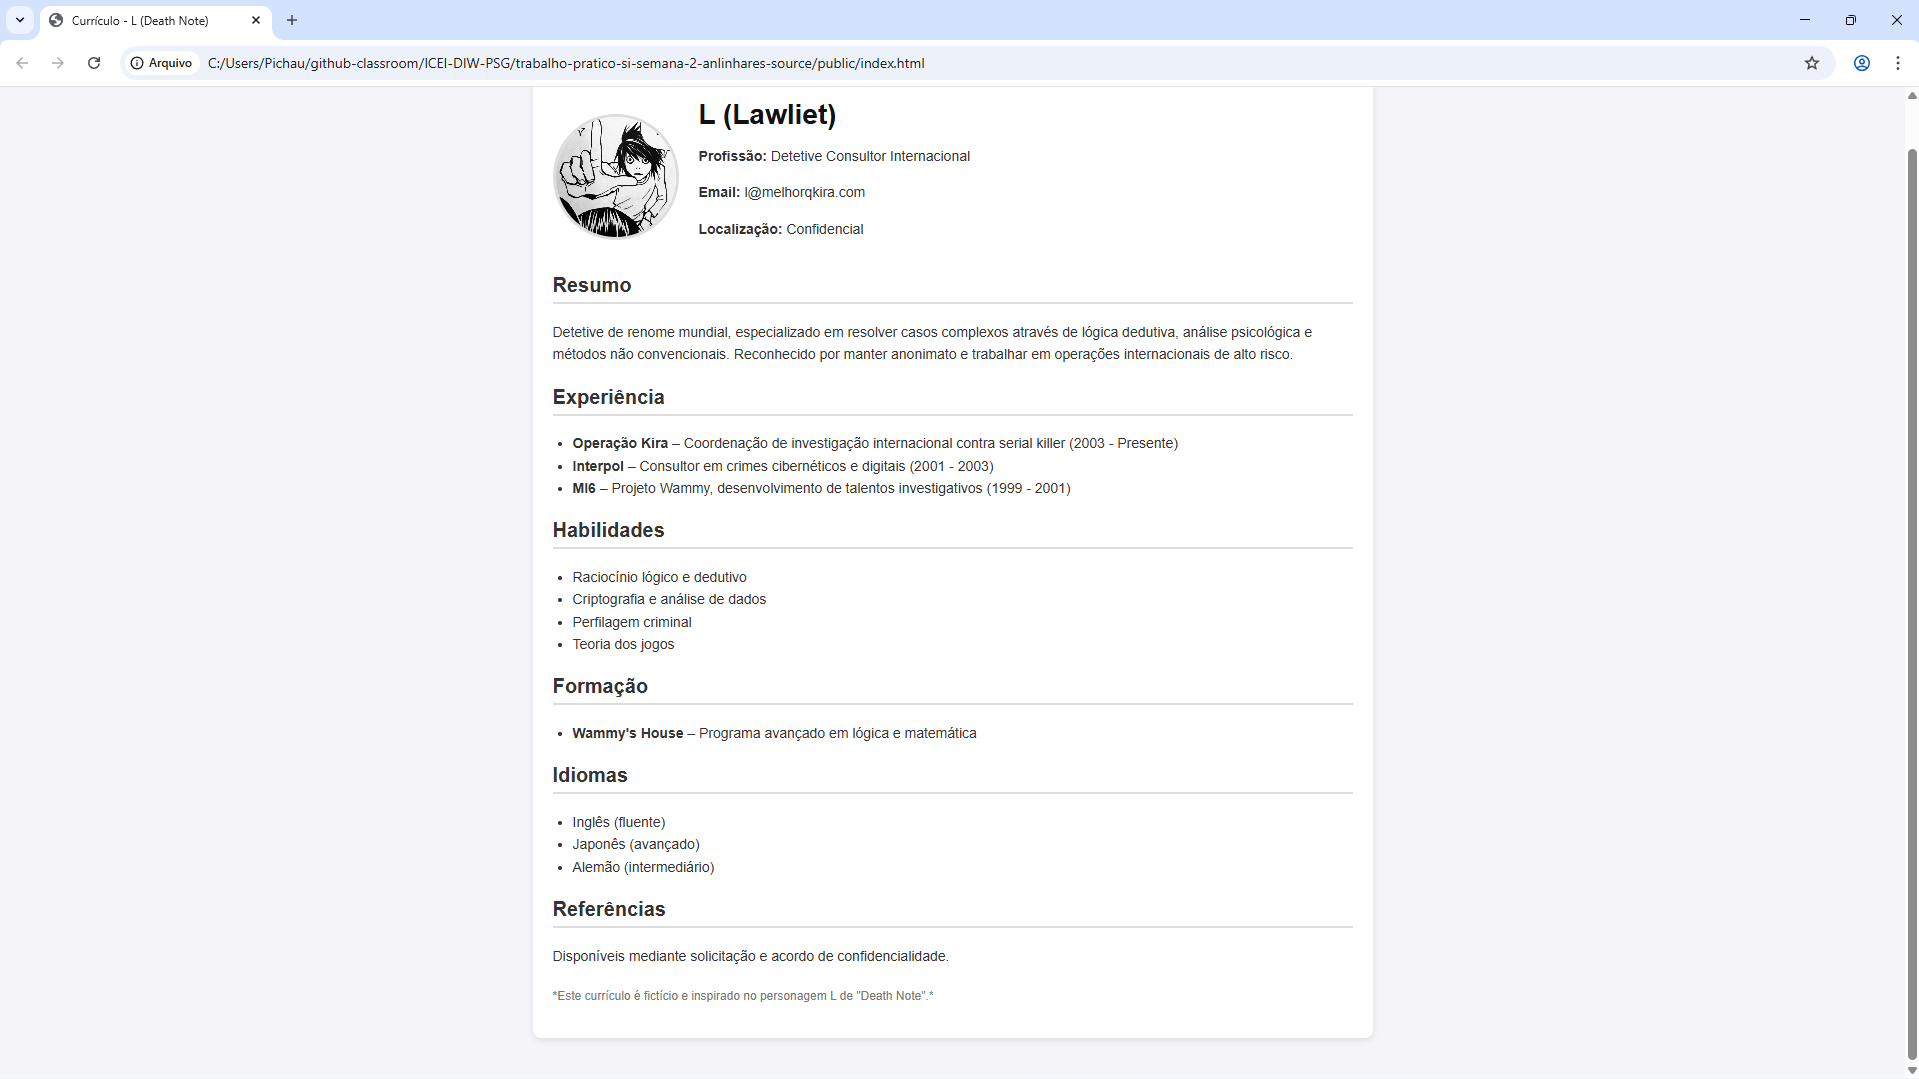 Currículo - L (Death Note)
Arquivo C:/Users/Pichau/github-classroom/ICEI-DIW-PSG/trabalho-pratico-si-semana-2-anlinhares-source/public/index.html
L (Lawliet)
Profissão: Detetive Consultor Internacional
Email: l@melhorqkira.com
Localização: Confidencial
Resumo
Detetive de renome mundial, especializado em resolver casos complexos através de lógica dedutiva, análise psicológica e
métodos não convencionais. Reconhecido por manter anonimato e trabalhar em operações internacionais de alto risco.
Experiência
• Operação Kira – Coordenação de investigação internacional contra serial killer (2003 - Presente)
• Interpol – Consultor em crimes cibernéticos e digitais (2001 - 2003)
• MI6 – Projeto Wammy, desenvolvimento de talentos investigativos (1999 - 2001)
Habilidades
• Raciocínio lógico e dedutivo
• Criptografia e análise de dados
• Perfilagem criminal
• Teoria dos jogos
Formação
• Wammy's House – Programa avançado em lógica e matemática
Idiomas
• Inglês (fluente)
• Japonês (avançado)
• Alemão (intermediário)
Referências
Disponíveis mediante solicitação e acordo de confidencialidade.
*Este currículo é fictício e inspirado no personagem L de "Death Note".*